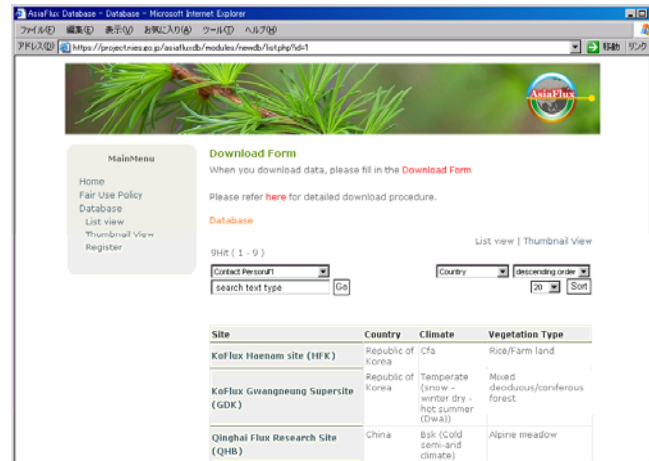 AsiaFlux Database - Database - Microsoft Internet Explorer
ファイル(F) 編集(E) 表示(V) お気に入り(A) ツール(T) ヘルプ(H)
アドレス(D) https://project.nies.go.jp/asiafluxdb/modules/newdb/list.php?id=1 移動 リンク
AsiaFlux
MainMenu
Home
Fair Use Policy
Database
List view
Thumbnail View
Register
Download Form
When you download data, please fill in the Download Form
Please refer here for detailed download procedure.
Database
List view | Thumbnail View
9Hit ( 1 - 9 )
Contact Person#1 Country descending order
search text type Go 20 Sort
Site Country Climate Vegetation Type
KoFlux Haenam site (HFK) Republic of Korea Cfa Rice/Farm land
KoFlux Gwangneung Supersite (GDK) Republic of Korea Temperate (snow - winter dry - hot summer (Dwa)) Mixed deoduous/coniferous forest
Qinghai Flux Research Site (QHB) China Bsk (Cold semi-arid climate) Alpine meadow